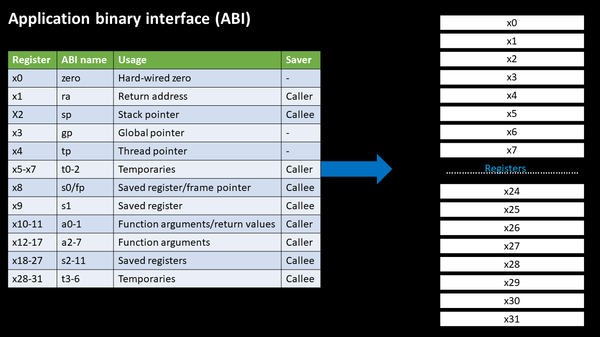 Application binary interface (ABI)
Register ABI name Usage Saver
x0 zero Hard-wired zero -
x1 ra Return address Caller
X2 sp Stack pointer Callee
x3 gp Global pointer -
x4 tp Thread pointer -
x5-x7 t0-2 Temporaries Caller
x8 s0/fp Saved register/frame pointer Callee
x9 s1 Saved register Callee
x10-11 a0-1 Function arguments/return values Caller
x12-17 a2-7 Function arguments Caller
x18-27 s2-11 Saved registers Callee
x28-31 t3-6 Temporaries Callee
x0
x1
x2
x3
x4
x5
x6
x7
Registers
x24
x25
x26
x27
x28
x29
x30
x31